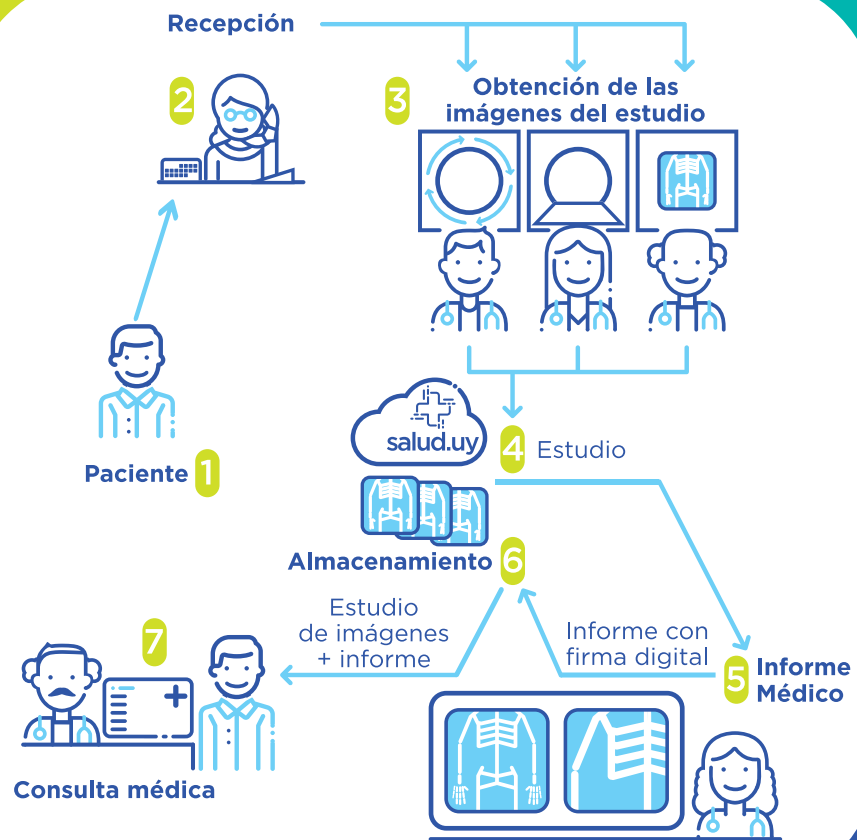 Recepción
2
3
Obtención de las
imágenes del estudio
Paciente 1
salud.uy
4 Estudio
Almacenamiento 6
Estudio
de imágenes
+ informe
Informe con
firma digital
5 Informe
Médico
7
Consulta médica